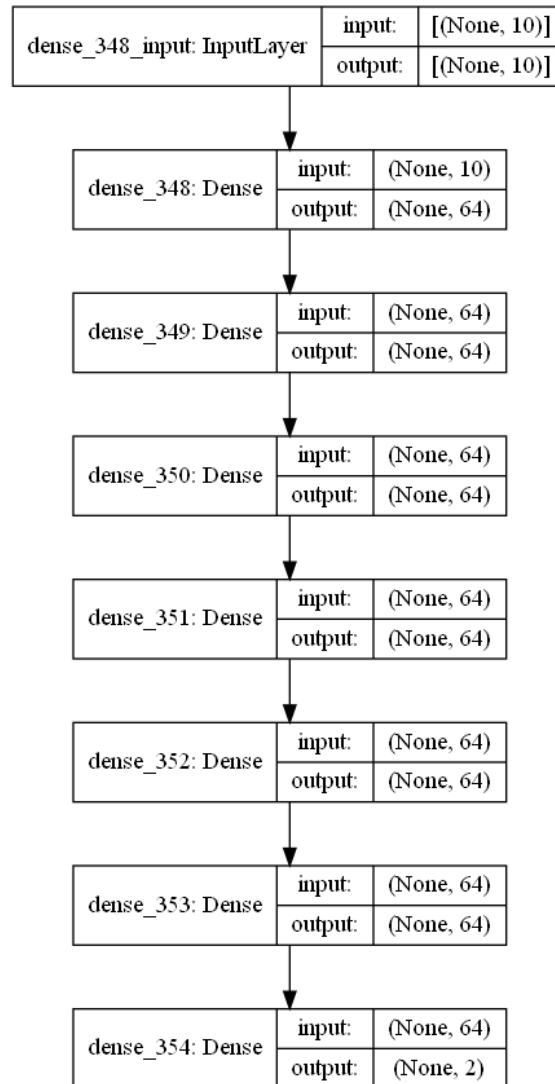 dense_348_input: InputLayer
input: [(None, 10)]
output: [(None, 10)]
dense_348: Dense
input: (None, 10)
output: (None, 64)
dense_349: Dense
input: (None, 64)
output: (None, 64)
dense_350: Dense
input: (None, 64)
output: (None, 64)
dense_351: Dense
input: (None, 64)
output: (None, 64)
dense_352: Dense
input: (None, 64)
output: (None, 64)
dense_353: Dense
input: (None, 64)
output: (None, 64)
dense_354: Dense
input: (None, 64)
output: (None, 2)